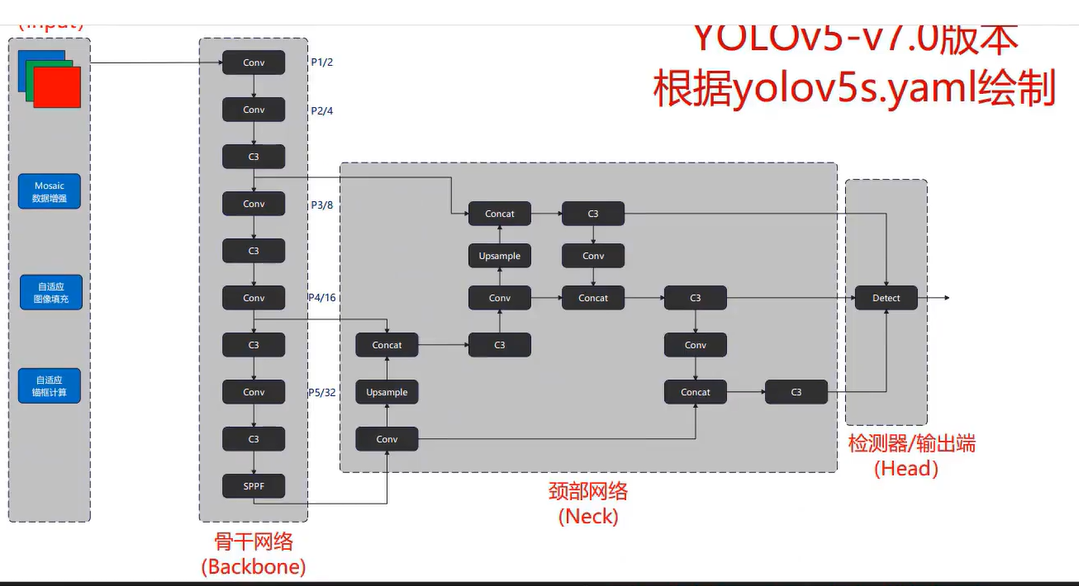 (Input)
YOLOv5-v7.0版本
根据yolov5s.yaml绘制
Mosaic
数据增强
自适应
图像填充
自适应
锚框计算
Conv
P1/2
Conv
P2/4
C3
Conv
P3/8
C3
Conv
P4/16
C3
Conv
P5/32
C3
SPPF
骨干网络
(Backbone)
Concat
Upsample
Conv
Concat
Upsample
Conv
C3
C3
Conv
Concat
C3
Conv
Concat
C3
颈部网络
(Neck)
Detect
检测器/输出端
(Head)